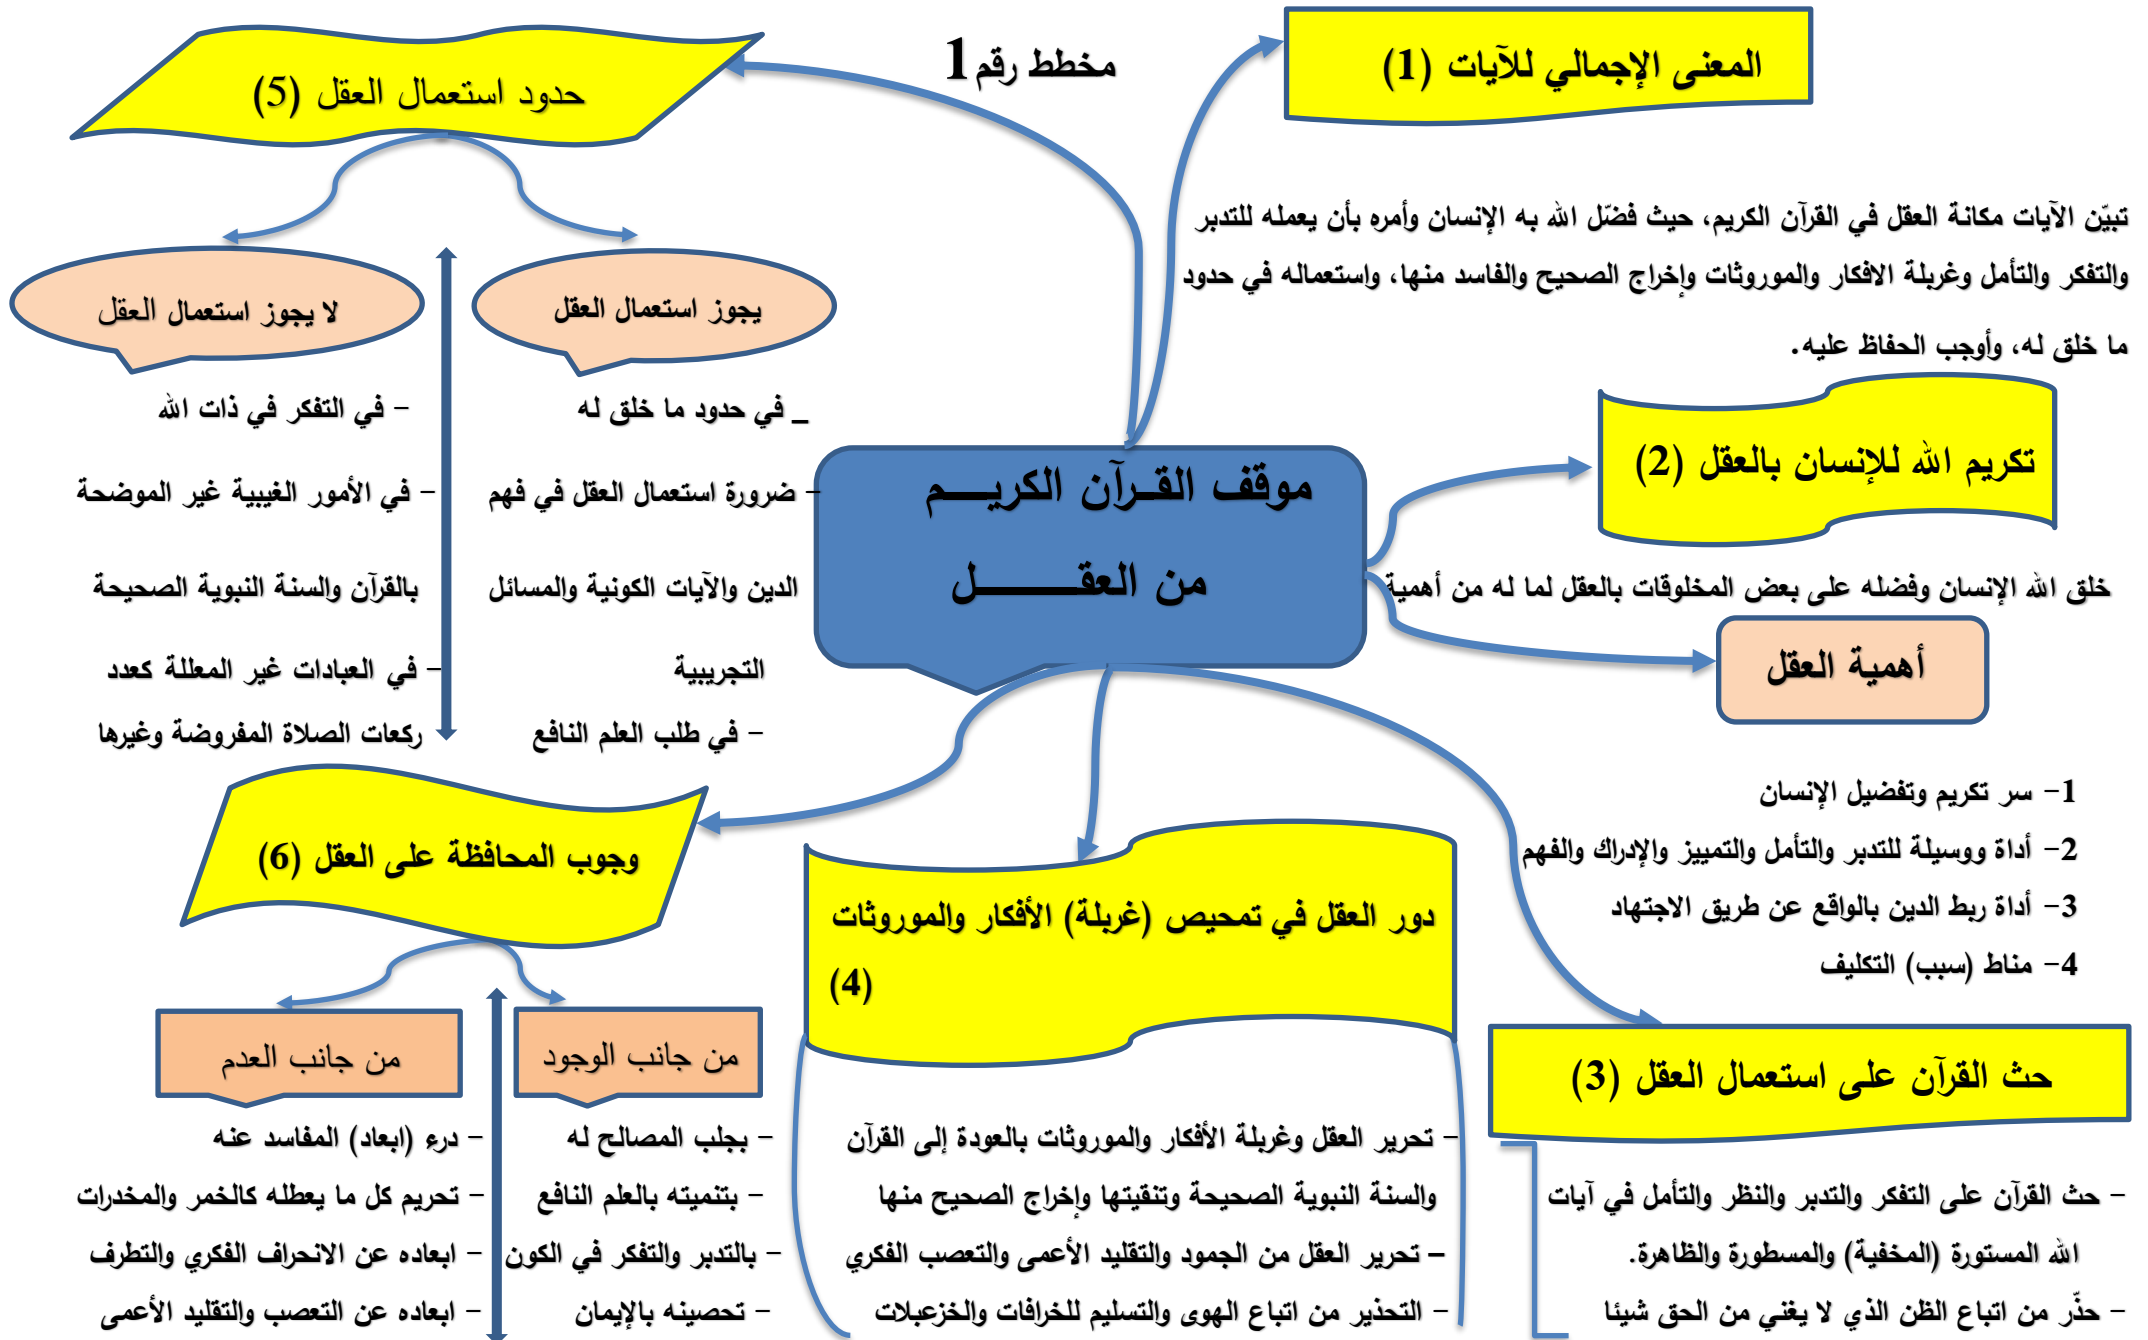 مخطط رقم 1
موقف القــرآن الكريـــم
من العقــــــــل
المعنى الإجمالي للآيات (1)
تبيّن الآيات مكانة العقل في القرآن الكريم، حيث فضّل الله به الإنسان وأمره بأن يعمله للتدبر
والتفكر والتأمل وغربلة الافكار والموروثات وإخراج الصحيح والفاسد منها، واستعماله في حدود
ما خلق له، وأوجب الحفاظ عليه.
تكريم الله للإنسان بالعقل (2)
خلق الله الإنسان وفضله على بعض المخلوقات بالعقل لما له من أهمية
أهمية العقل
1- سر تكريم وتفضيل الإنسان
2- أداة ووسيلة للتدبر والتأمل والتمييز والإدراك والفهم
3- أداة ربط الدين بالواقع عن طريق الاجتهاد
4- مناط (سبب) التكليف
حث القرآن على استعمال العقل (3)
- حث القرآن على التفكر والتدبر والنظر والتأمل في آيات
الله المستورة (المخفية) والمسطورة والظاهرة.
- حذّر من اتباع الظن الذي لا يغني من الحق شيئا
دور العقل في تمحيص (غربلة) الأفكار والموروثات
(4)
- تحرير العقل وغربلة الأفكار والموروثات بالعودة إلى القرآن
والسنة النبوية الصحيحة وتنقيتها وإخراج الصحيح منها
– تحرير العقل من الجمود والتقليد الأعمى والتعصب الفكري
- التحذير من اتباع الهوى والتسليم للخرافات والخزعبلات
حدود استعمال العقل (5)
يجوز استعمال العقل
_ في حدود ما خلق له
- ضرورة استعمال العقل في فهم
الدين والآيات الكونية والمسائل
التجريبية
- في طلب العلم النافع
لا يجوز استعمال العقل
- في التفكر في ذات الله
- في الأمور الغيبية غير الموضحة
بالقرآن والسنة النبوية الصحيحة
- في العبادات غير المعللة كعدد
ركعات الصلاة المفروضة وغيرها
وجوب المحافظة على العقل (6)
من جانب الوجود
- بجلب المصالح له
- بتنميته بالعلم النافع
- بالتدبر والتفكر في الكون
- تحصينه بالإيمان
من جانب العدم
- درء (ابعاد) المفاسد عنه
- تحريم كل ما يعطله كالخمر والمخدرات
- ابعاده عن الانحراف الفكري والتطرف
- ابعاده عن التعصب والتقليد الأعمى